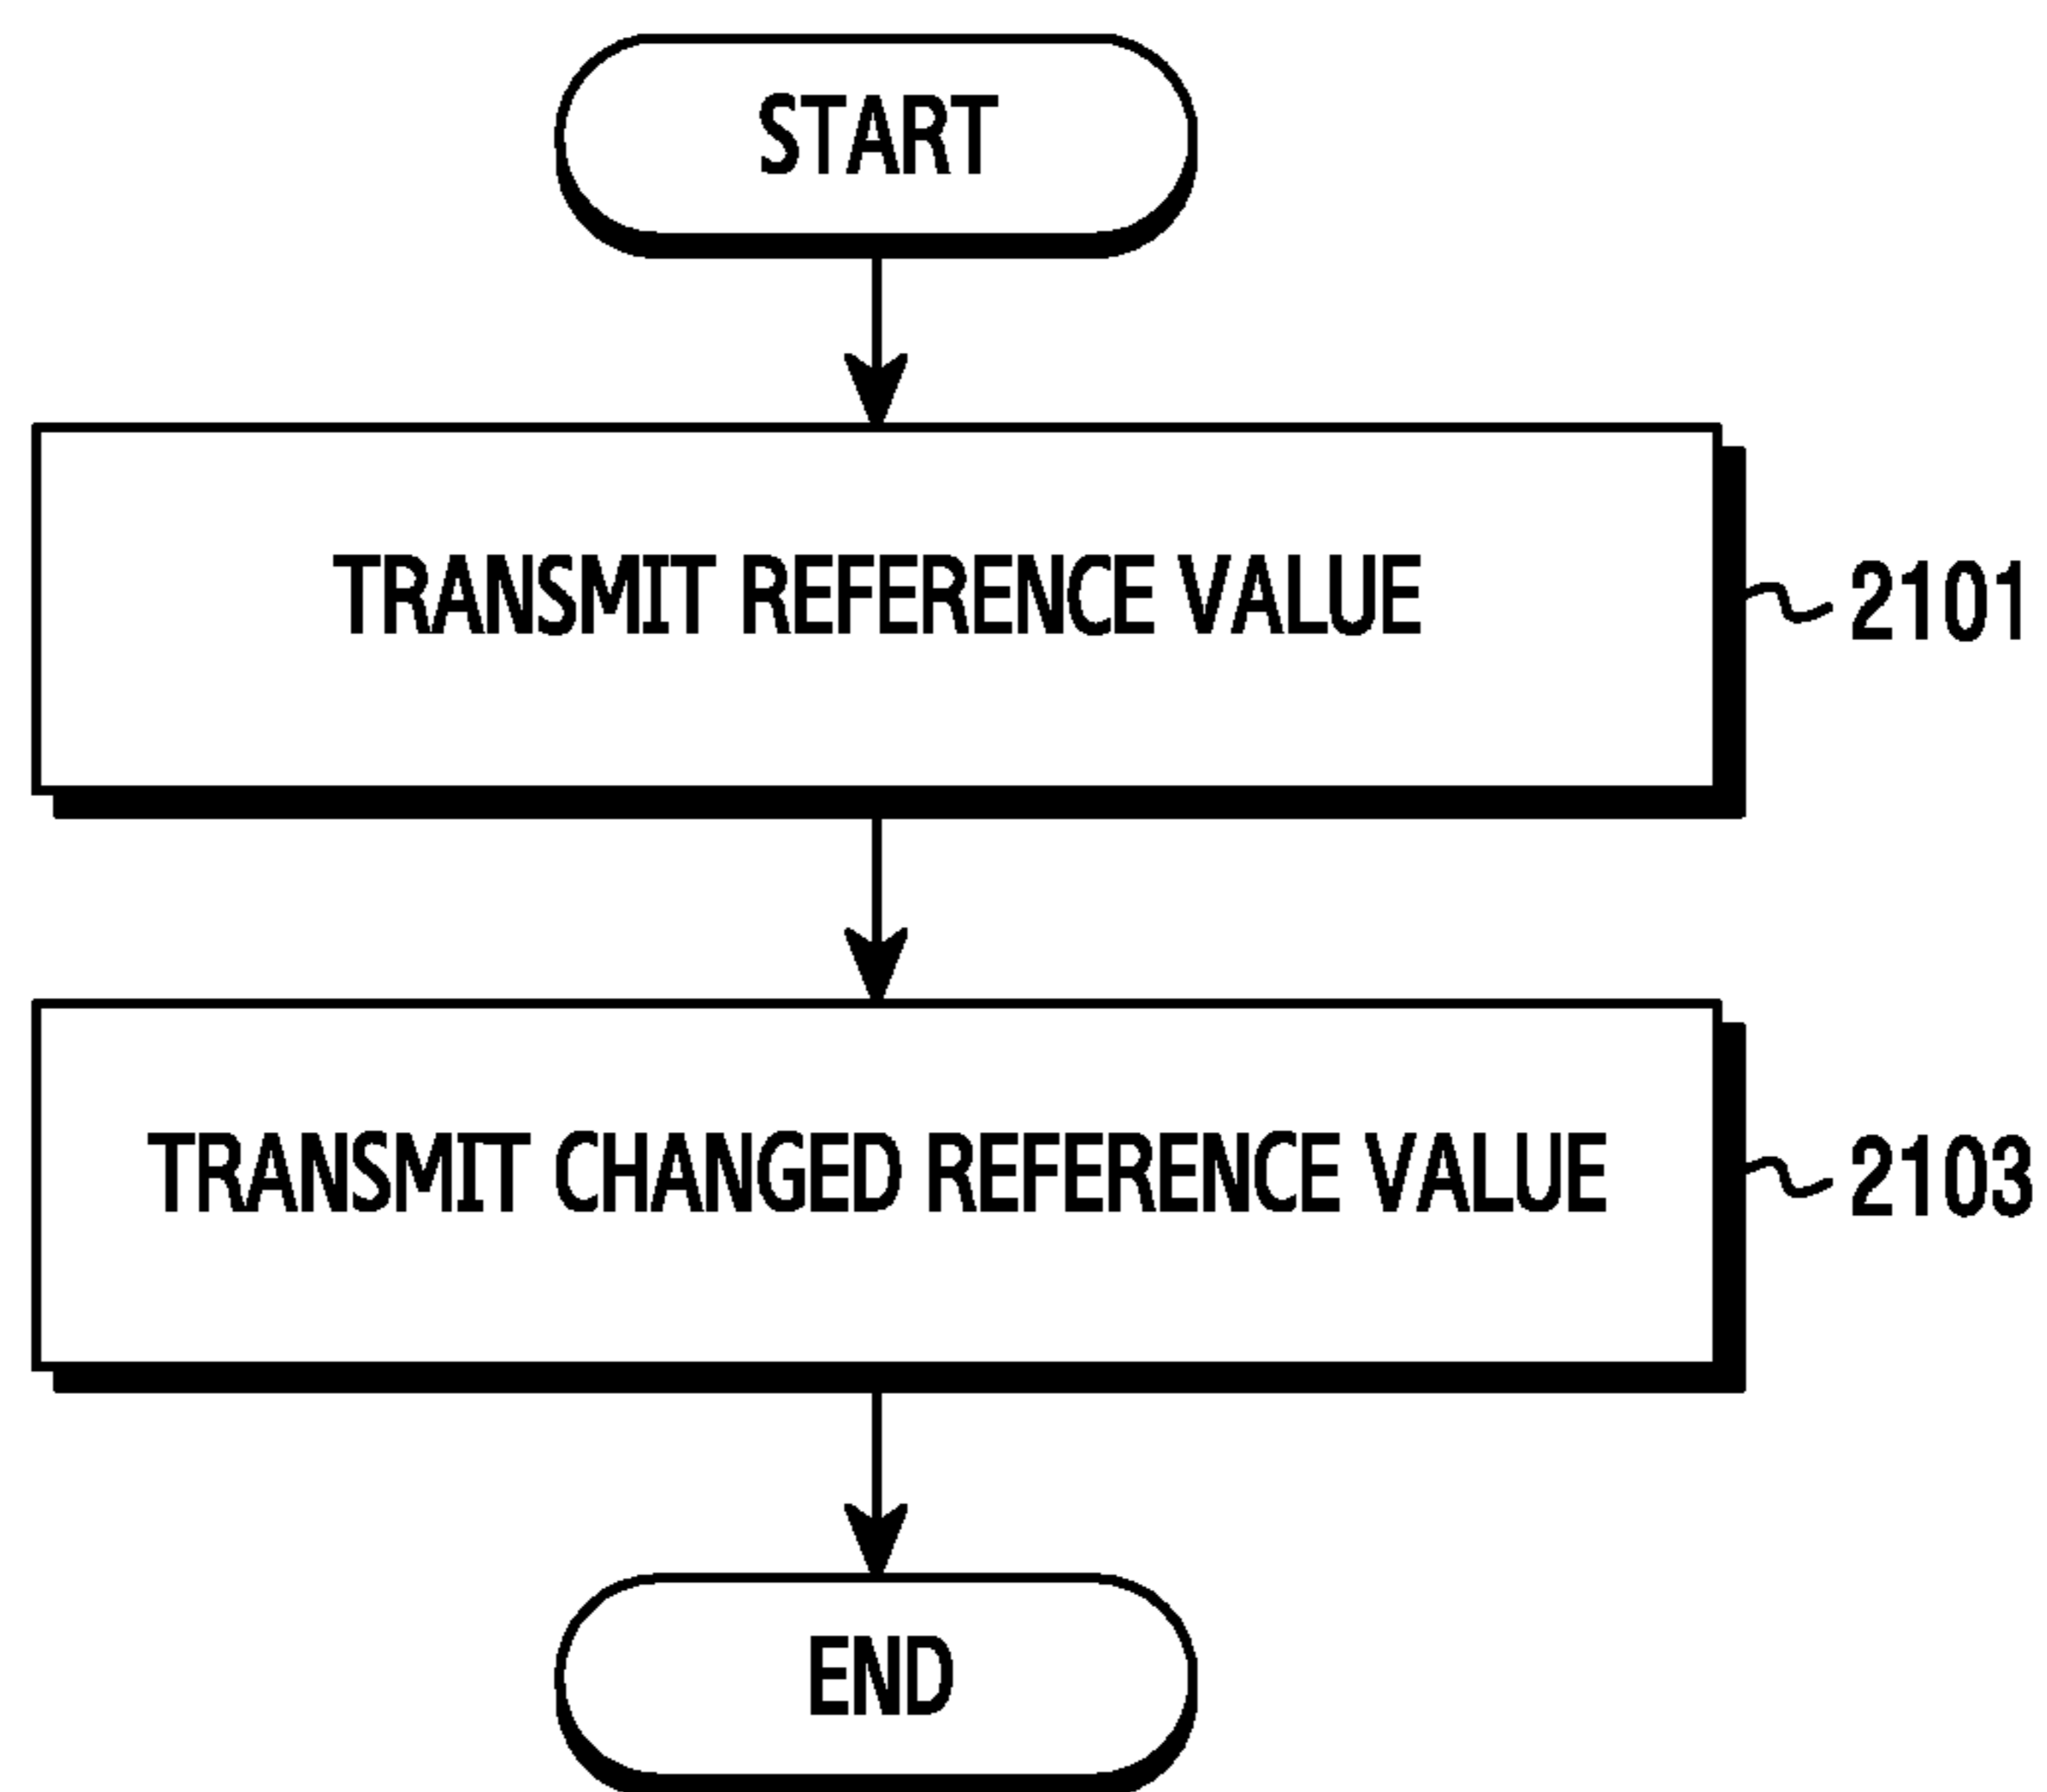 START
TRANSMIT REFERENCE VALUE
2101
TRANSMIT CHANGED REFERENCE VALUE
2103
END